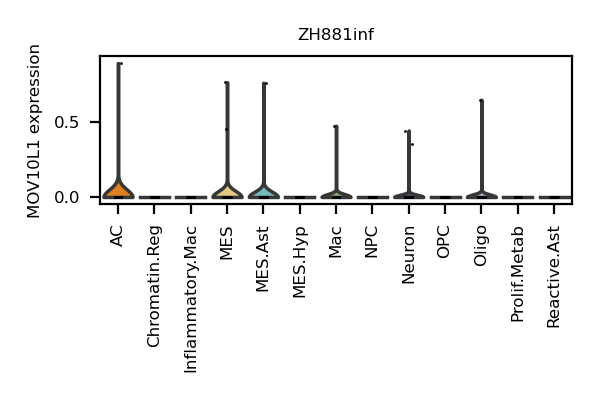 ZH881inf
MOV10L1 expression
0.5
0.0
AC
Chromatin.Reg
Inflammatory.Mac
MES
MES.Ast
MES.Hyp
Mac
NPC
Neuron
OPC
Oligo
Prolif.Metab
Reactive.Ast